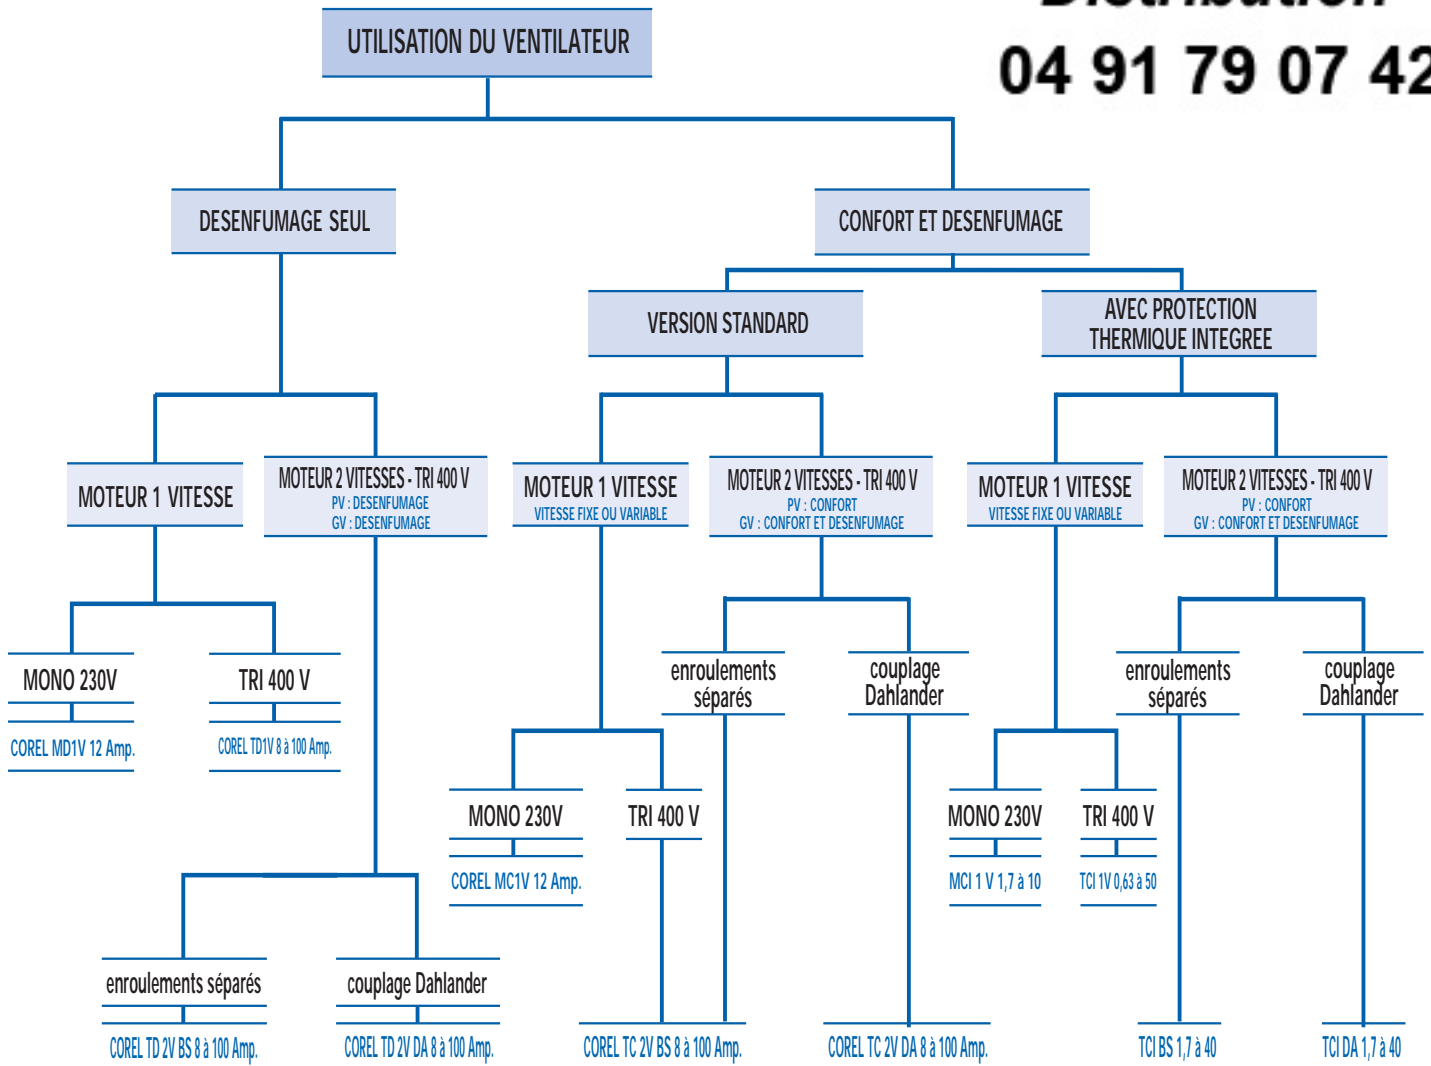 Distribution
04 91 79 07 42
UTILISATION DU VENTILATEUR
DESENFUMAGE SEUL
CONFORT ET DESENFUMAGE
VERSION STANDARD
AVEC PROTECTION
THERMIQUE INTEGREE
MOTEUR 1 VITESSE
MOTEUR 2 VITESSES - TRI 400 V
PV : DESENFUMAGE
GV : DESENFUMAGE
MOTEUR 1 VITESSE
VITESSE FIXE OU VARIABLE
MOTEUR 2 VITESSES - TRI 400 V
PV : CONFORT
GV : CONFORT ET DESENFUMAGE
MOTEUR 1 VITESSE
VITESSE FIXE OU VARIABLE
MOTEUR 2 VITESSES - TRI 400 V
PV : CONFORT
GV : CONFORT ET DESENFUMAGE
MONO 230V
COREL MD1V 12 Amp.
TRI 400 V
COREL TD1V 8 à 100 Amp.
enroulements
séparés
couplage
Dahlander
enroulements
séparés
couplage
Dahlander
MONO 230V
COREL MC1V 12 Amp.
TRI 400 V
MONO 230V
MCI 1 V 1,7 à 10
TRI 400 V
TCI 1V 0,63 à 50
enroulements séparés
COREL TD 2V BS 8 à 100 Amp.
couplage Dahlander
COREL TD 2V DA 8 à 100 Amp.
COREL TC 2V BS 8 à 100 Amp.
COREL TC 2V DA 8 à 100 Amp.
TCI BS 1,7 à 40
TCI DA 1,7 à 40